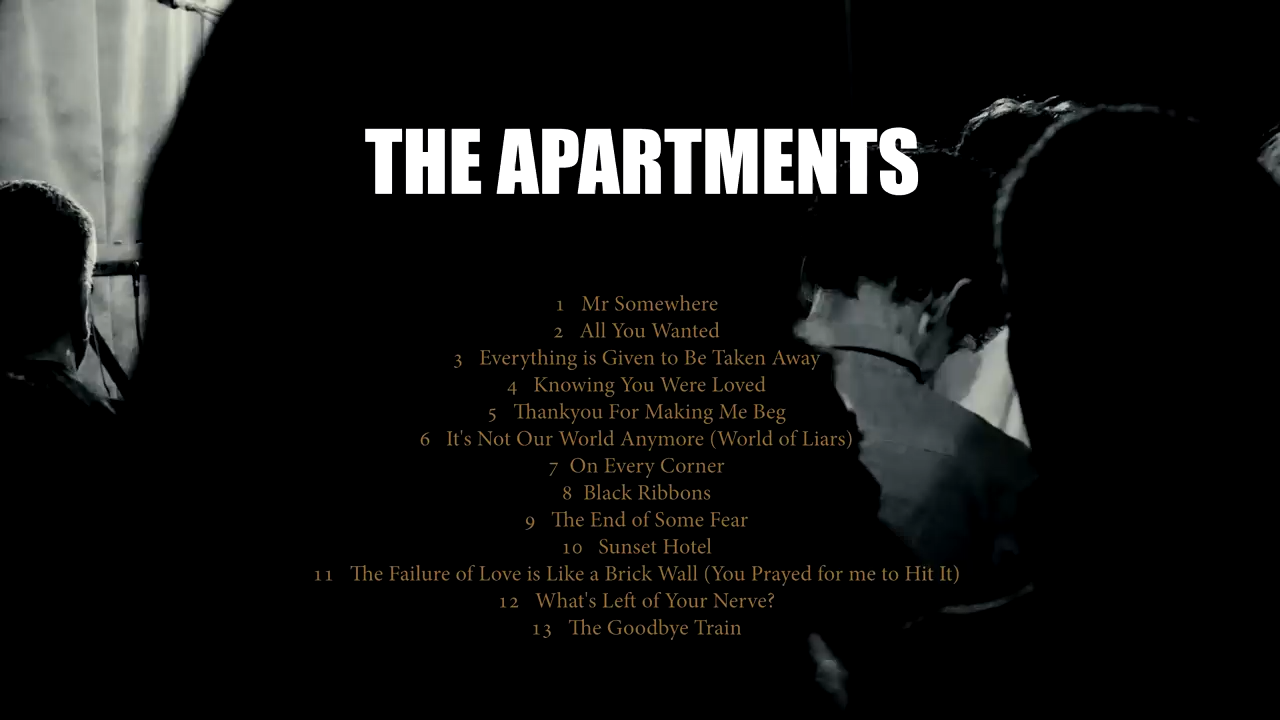 THE APARTMENTS
1 Mr Somewhere
2 All You Wanted
3 Everything is Given to Be Taken Away
4 Knowing You Were Loved
5 Thankyou For Making Me Beg
6 It's Not Our World Anymore (World of Liars)
7 On Every Corner
8 Black Ribbons
9 The End of Some Fear
10 Sunset Hotel
11 The Failure of Love is Like a Brick Wall (You Prayed for me to Hit It)
12 What's Left of Your Nerve?
13 The Goodbye Train